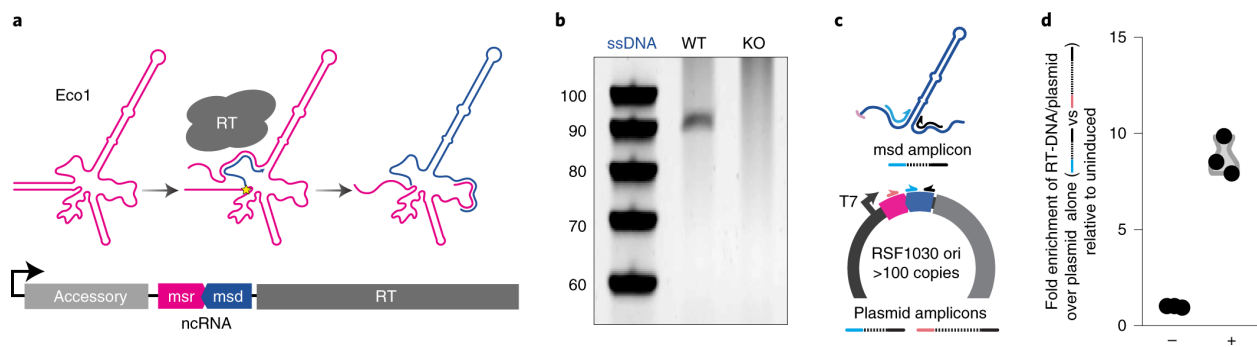 a
Eco1
RT
Accessory
msr
msd
RT
ncRNA
b
ssDNA WT KO
100
90
80
70
60
c
msd amplicon
T7
RSF1030 ori
>100 copies
Plasmid amplicons
d
Fold enrichment of RT-DNA/plasmid
over plasmid alone ( vs )
relative to uninduced
15
10
5
0
– +